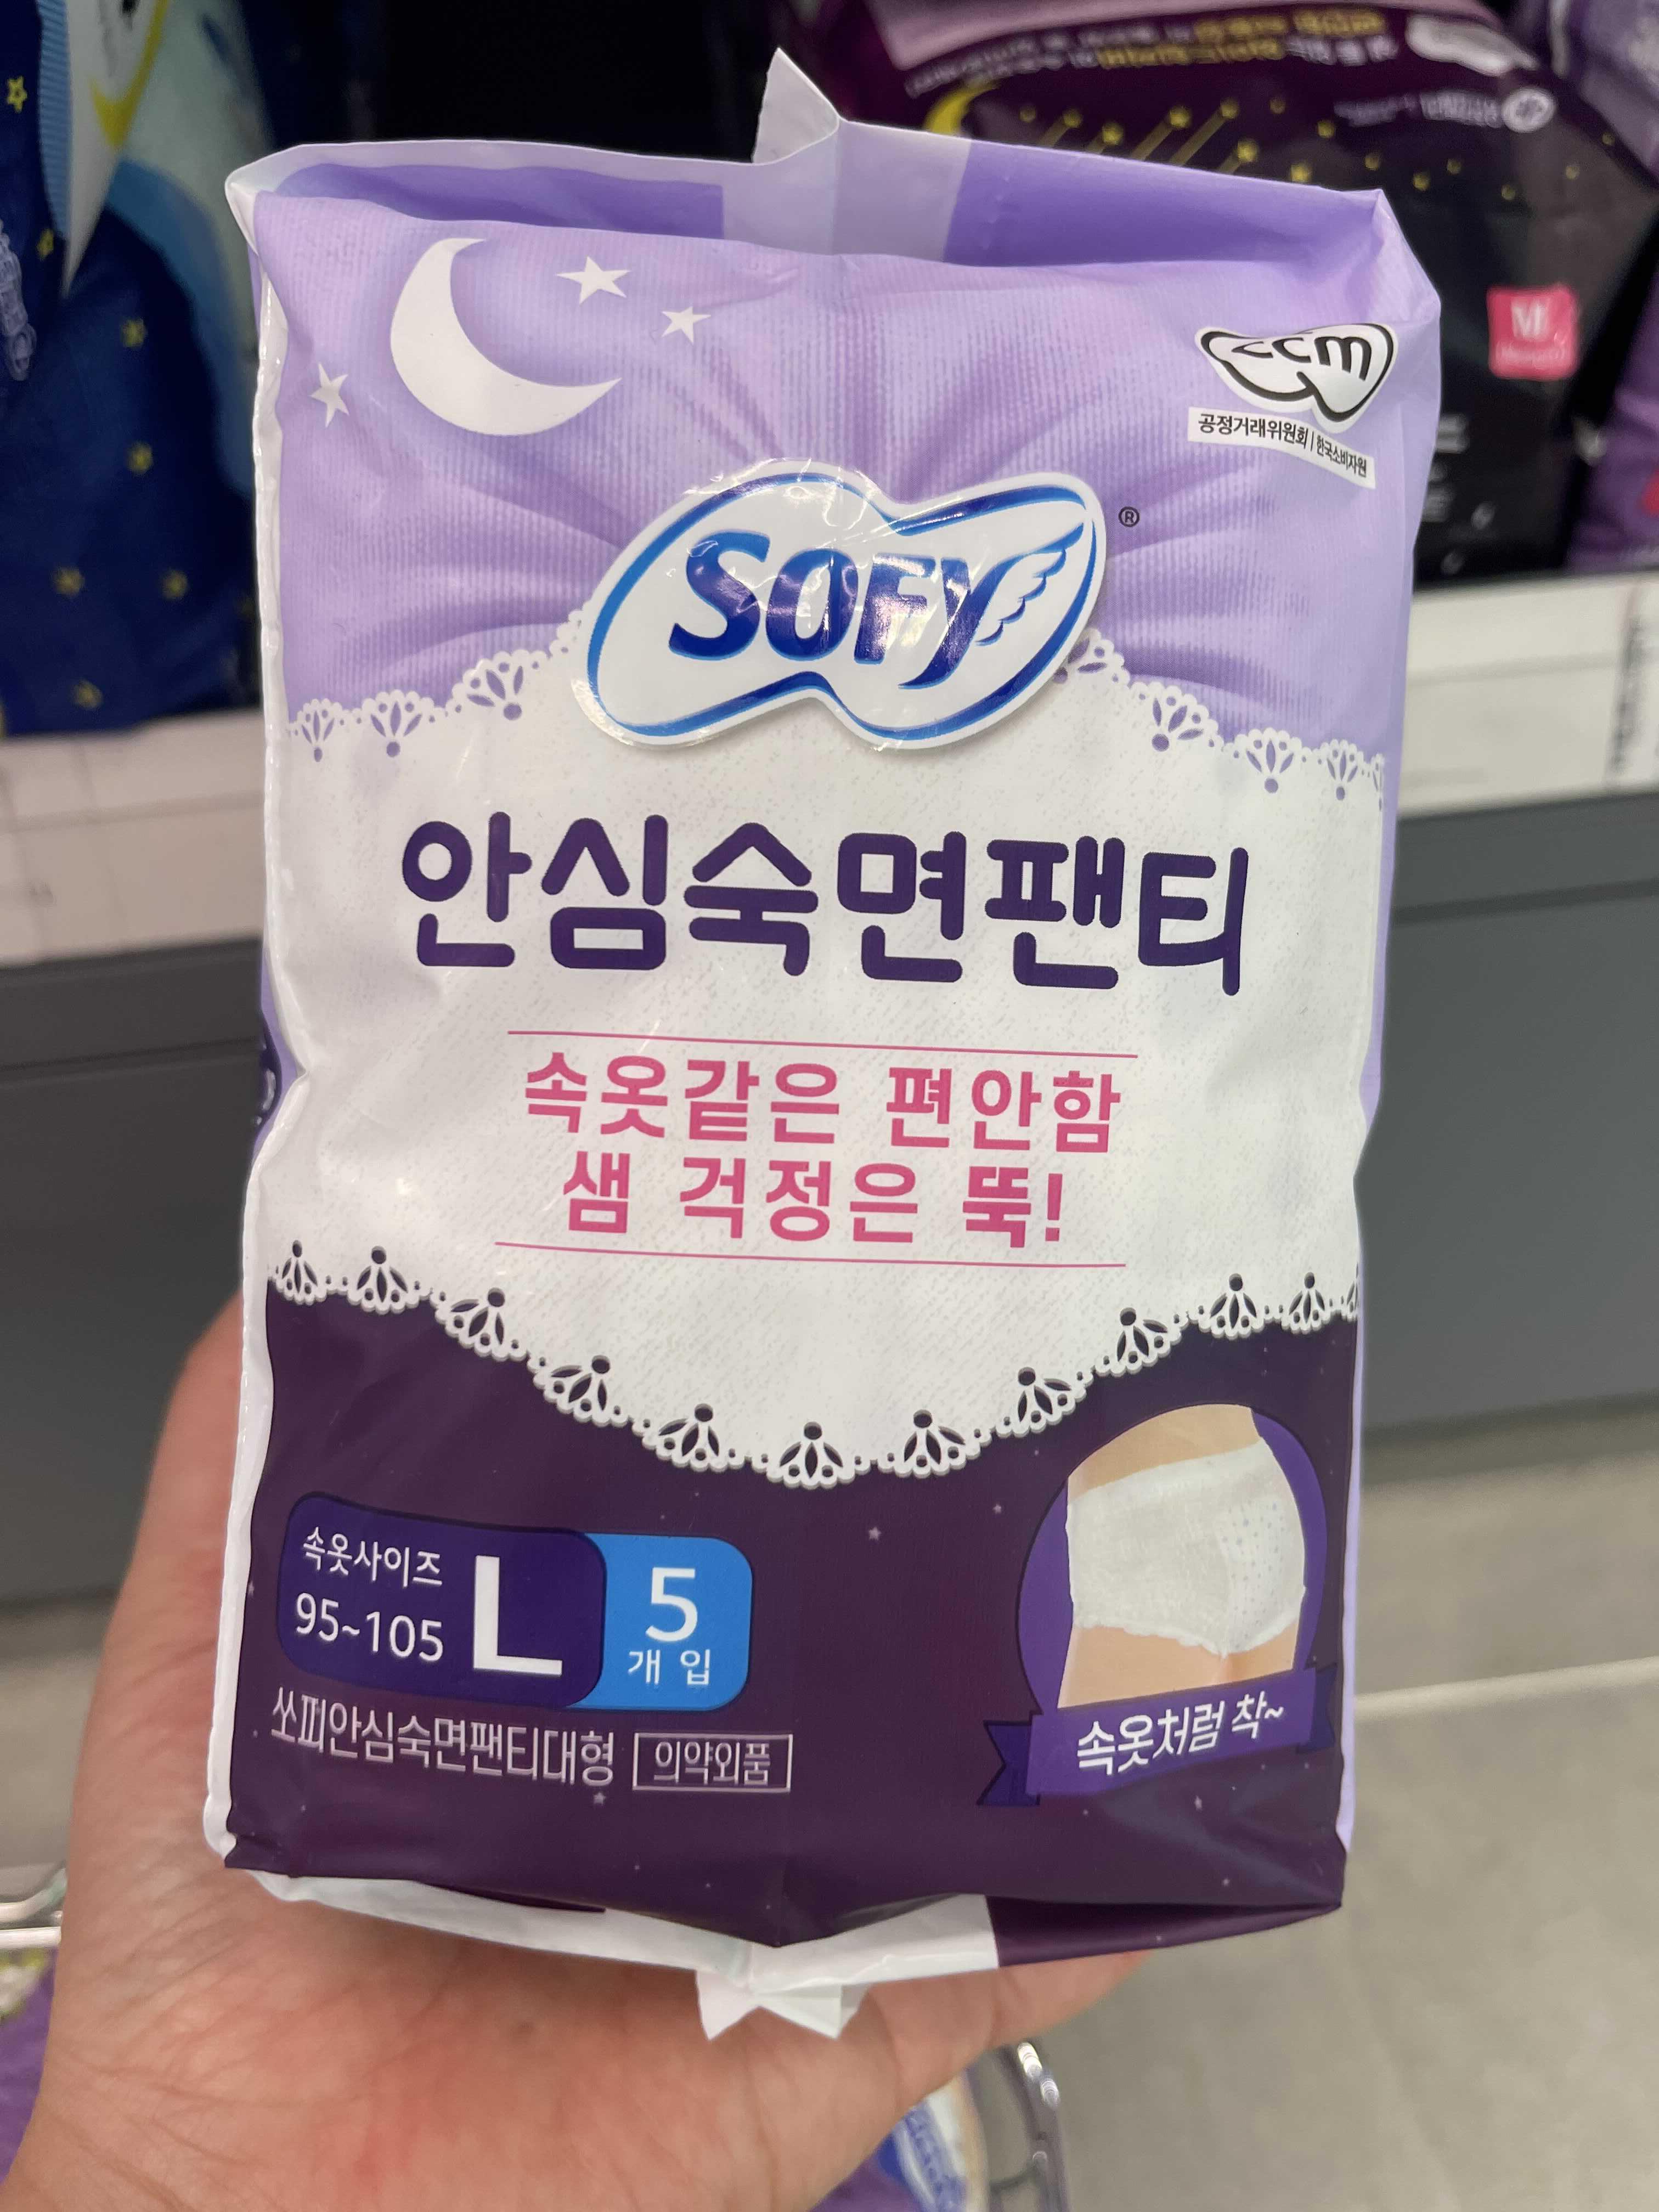 ccm
공정거래위원회 | 한국소비자원
SOFY®
안심숙면팬티
속옷같은 편안함
샘 걱정은 뚝!
속옷사이즈
95~105
L
5
개입
쏘피안심숙면팬티대형 의약외품
속옷처럼 착~